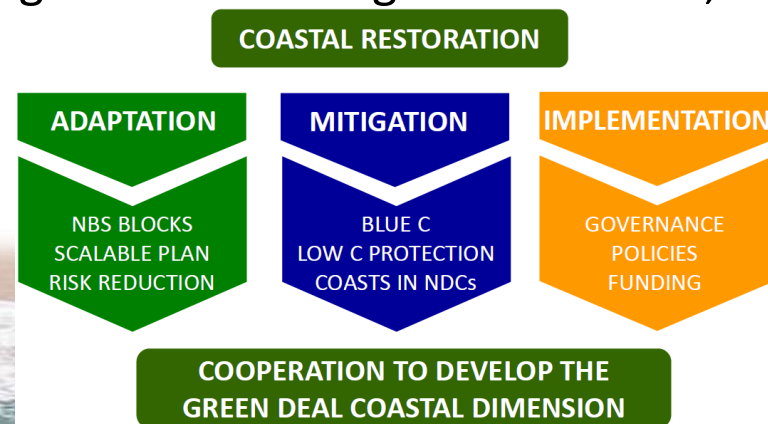 COASTAL RESTORATION
ADAPTATION
NBS BLOCKS
SCALABLE PLAN
RISK REDUCTION
MITIGATION
BLUE C
LOW C PROTECTION
COASTS IN NDCs
IMPLEMENTATION
GOVERNANCE
POLICIES
FUNDING
COOPERATION TO DEVELOP THE
GREEN DEAL COASTAL DIMENSION